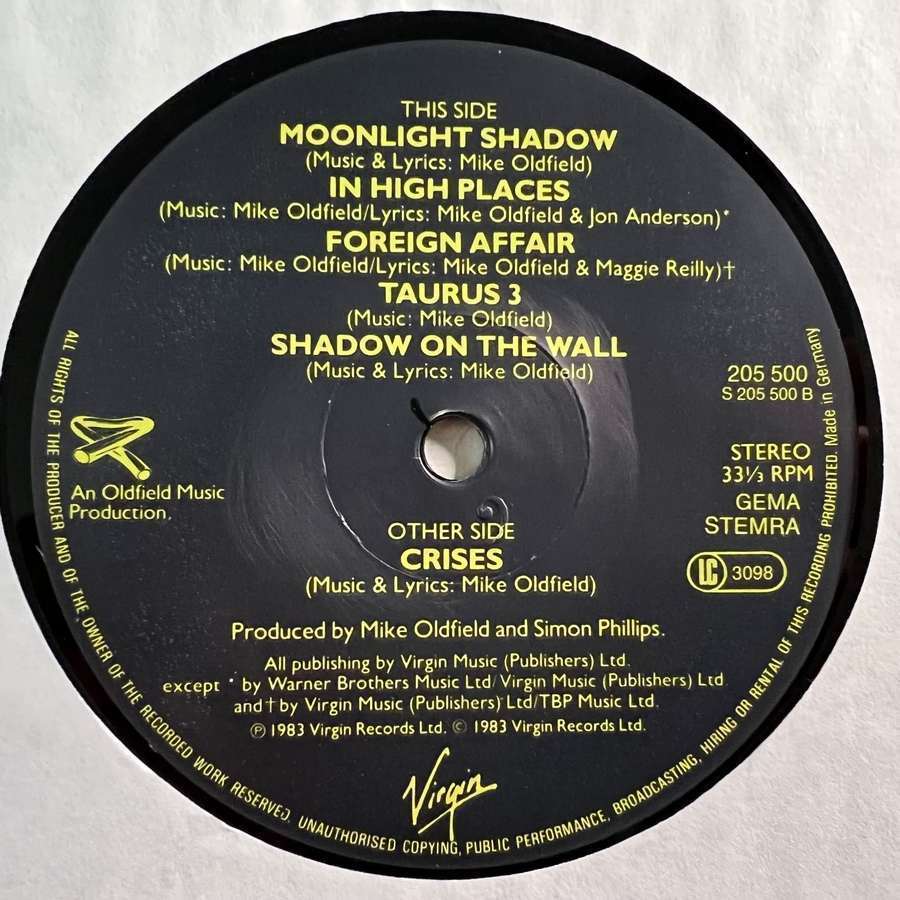 THIS SIDE
MOONLIGHT SHADOW
(Music & Lyrics: Mike Oldfield)
IN HIGH PLACES
(Music: Mike Oldfield/Lyrics: Mike Oldfield & Jon Anderson)*
FOREIGN AFFAIR
(Music: Mike Oldfield/Lyrics: Mike Oldfield & Maggie Reilly)†
TAURUS 3
(Music: Mike Oldfield)
SHADOW ON THE WALL
(Music & Lyrics: Mike Oldfield)
205 500
S 205 500 B
STEREO
33⅓ RPM
GEMA
STEMRA
LC 3098
An Oldfield Music
Production.
OTHER SIDE
CRISES
(Music & Lyrics: Mike Oldfield)
Produced by Mike Oldfield and Simon Phillips.
All publishing by Virgin Music (Publishers) Ltd.
except * by Warner Brothers Music Ltd/ Virgin Music (Publishers) Ltd
and † by Virgin Music (Publishers) Ltd/TBP Music Ltd.
℗ 1983 Virgin Records Ltd. © 1983 Virgin Records Ltd.
Virgin
ALL RIGHTS OF THE PRODUCER AND OF THE OWNER OF THE RECORDED WORK RESERVED. UNAUTHORISED COPYING, PUBLIC PERFORMANCE, BROADCASTING, HIRING OR RENTAL OF THIS RECORDING PROHIBITED. Made in Germany